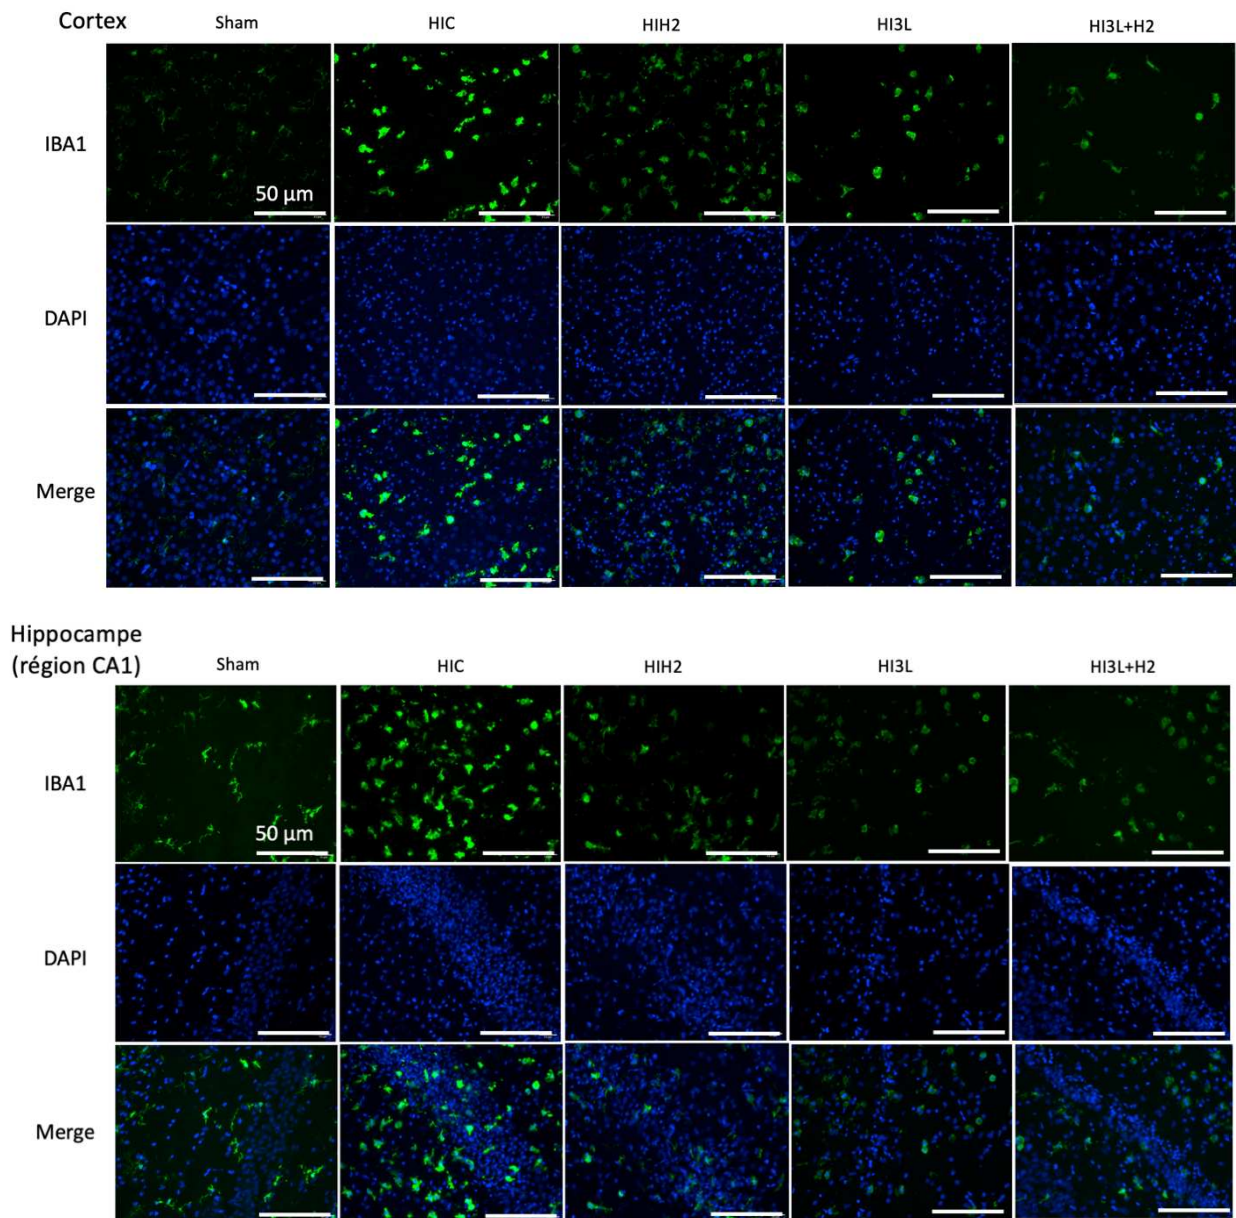 Cortex
Sham
HIC
HIH2
HI3L
HI3L+H2
IBA1
50 µm
DAPI
Merge
Hippocampe
(région CA1)
Sham
HIC
HIH2
HI3L
HI3L+H2
IBA1
50 µm
DAPI
Merge